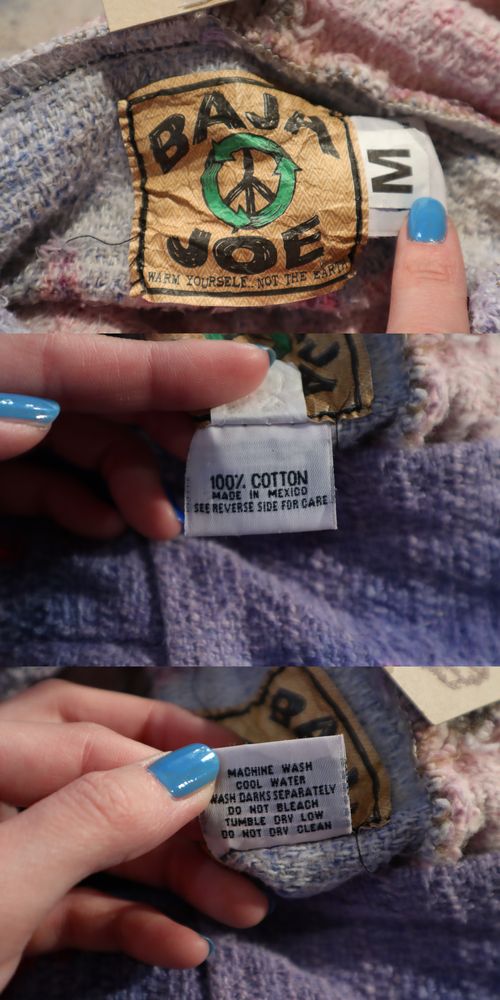 BAJA
JOE
WARM YOURSELF..NOT THE EARTH
M
100% COTTON
MADE IN MEXICO
SEE REVERSE SIDE FOR CARE
BA
MACHINE WASH
COOL WATER
WASH DARKS SEPARATELY
DO NOT BLEACH
TUMBLE DRY LOW
DO NOT DRY CLEAN